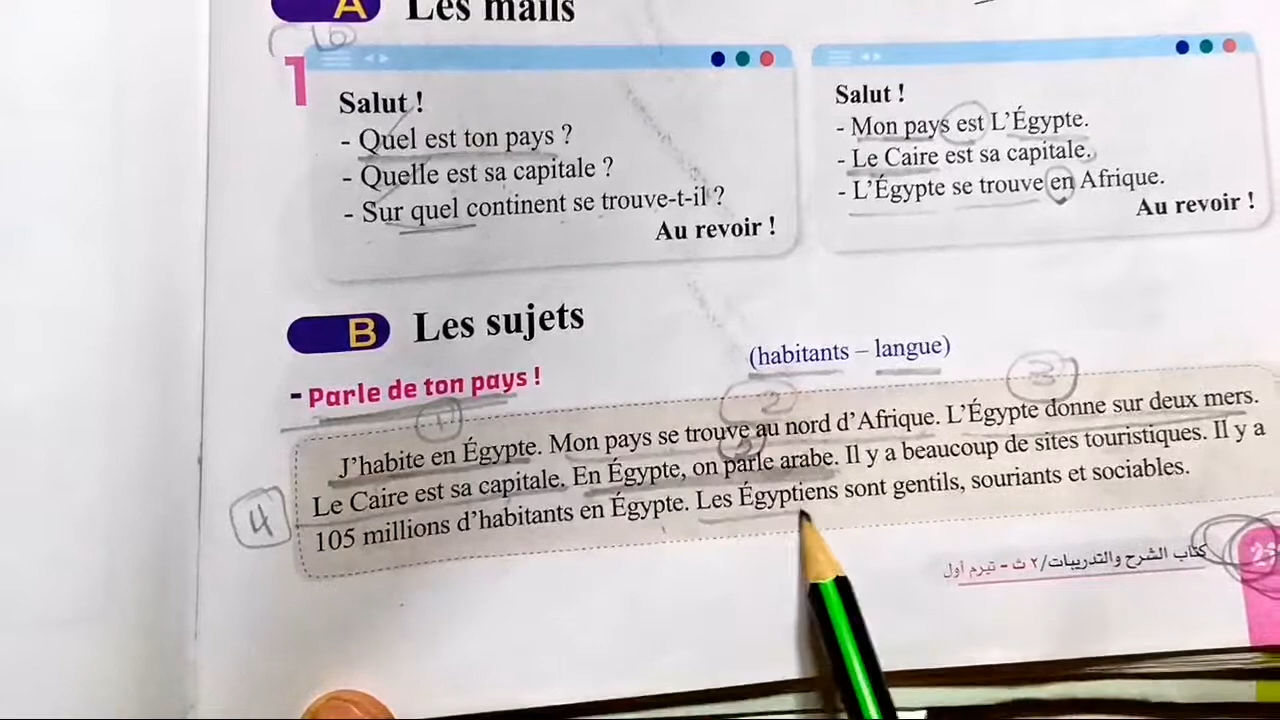 A Les mails
6
1
Salut !
- Quel est ton pays ?
- Quelle est sa capitale ?
- Sur quel continent se trouve-t-il ?
Au revoir !
Salut !
- Mon pays est L'Égypte.
- Le Caire est sa capitale.
- L'Égypte se trouve en Afrique.
Au revoir !
B Les sujets
(habitants – langue)
- Parle de ton pays !
1 2 3
J'habite en Égypte. Mon pays se trouve au nord d'Afrique. L'Égypte donne sur deux mers.
Le Caire est sa capitale. En Égypte, on parle arabe. Il y a beaucoup de sites touristiques. Il y a
105 millions d'habitants en Égypte. Les Égyptiens sont gentils, souriants et sociables.
4
5
كتاب الشرح والتدريبات/٢ ث - تيرم أول